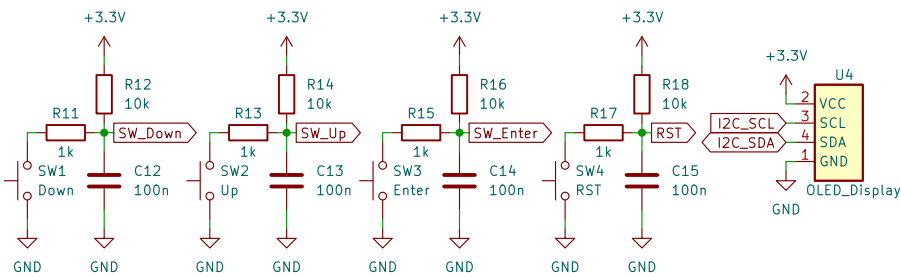 +3.3V
R12
10k
R11
1k
SW_Down
SW1
Down
C12
100n
GND
GND
+3.3V
R14
10k
R13
1k
SW_Up
SW2
Up
C13
100n
GND
GND
+3.3V
R16
10k
R15
1k
SW_Enter
SW3
Enter
C14
100n
GND
GND
+3.3V
R18
10k
R17
1k
RST
SW4
RST
C15
100n
GND
GND
+3.3V
U4
2 VCC
I2C_SCL 3 SCL
I2C_SDA 4 SDA
1 GND
OLED_Display
GND